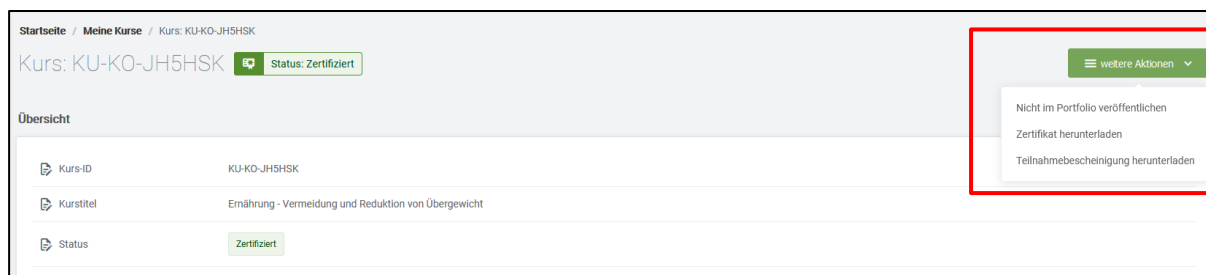 Startseite / Meine Kurse / Kurs: KU-KO-JH5HSK
Kurs: KU-KO-JH5HSK Status: Zertifiziert
weitere Aktionen
Nicht im Portfolio veröffentlichen
Zertifikat herunterladen
Teilnahmebescheinigung herunterladen
Übersicht
Kurs-ID KU-KO-JH5HSK
Kurstitel Ernährung - Vermeidung und Reduktion von Übergewicht
Status Zertifiziert